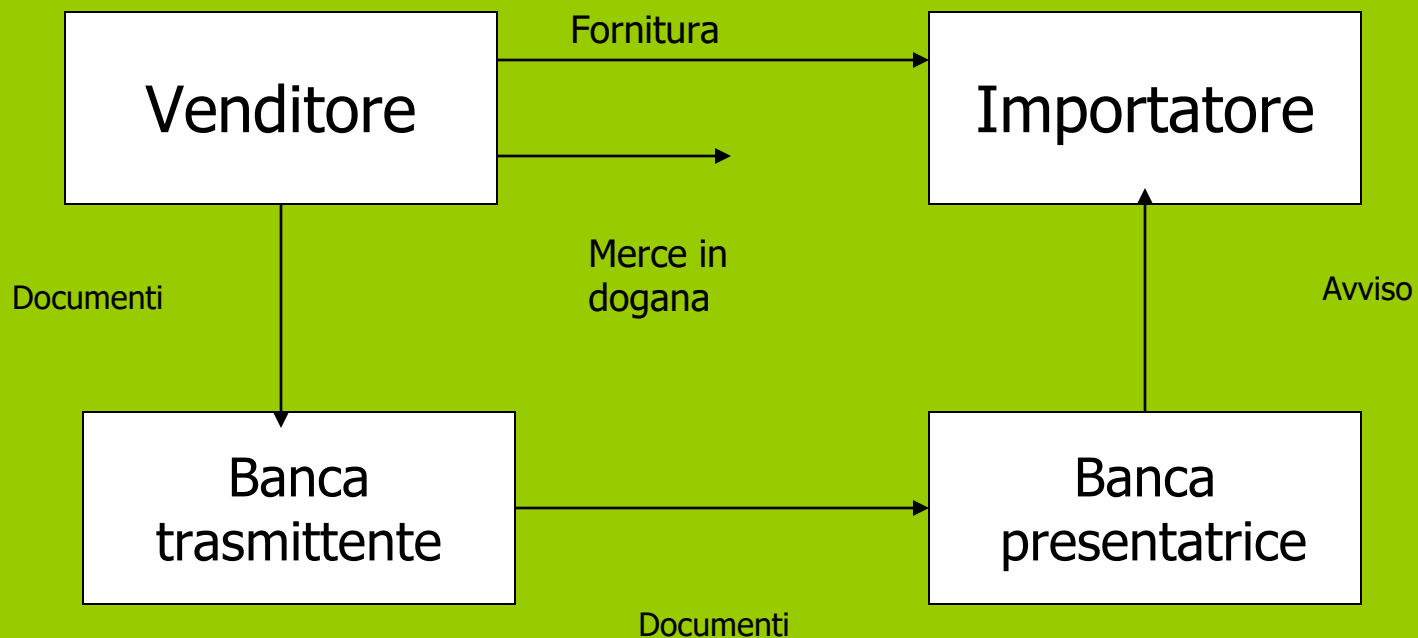 Fornitura
Venditore
Importatore
Merce in
dogana
Documenti
Avviso
Banca
trasmittente
Banca
presentatrice
Documenti